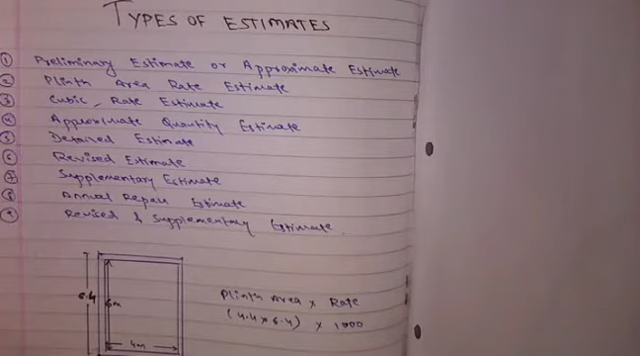 TYPES OF ESTIMATES
① Preliminary Estimate or Approximate Estimate
② Plinth Area Rate Estimate
③ Cubic - Rate Estimate
④ Approximate Quantity Estimate
⑤ Detailed Estimate
⑥ Revised Estimate
⑦ Supplementary Estimate
⑧ Annual Repair Estimate
⑨ Revised & Supplementary Estimate.
6.4
6m
4m
Plinth Area x Rate
(4.4 x 6.4) x 1000